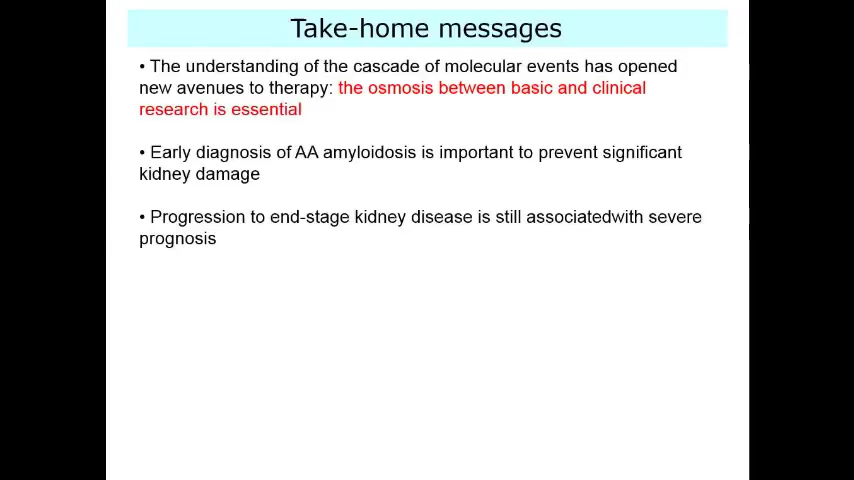 Take-home messages
• The understanding of the cascade of molecular events has opened
new avenues to therapy: the osmosis between basic and clinical
research is essential
• Early diagnosis of AA amyloidosis is important to prevent significant
kidney damage
• Progression to end-stage kidney disease is still associatedwith severe
prognosis